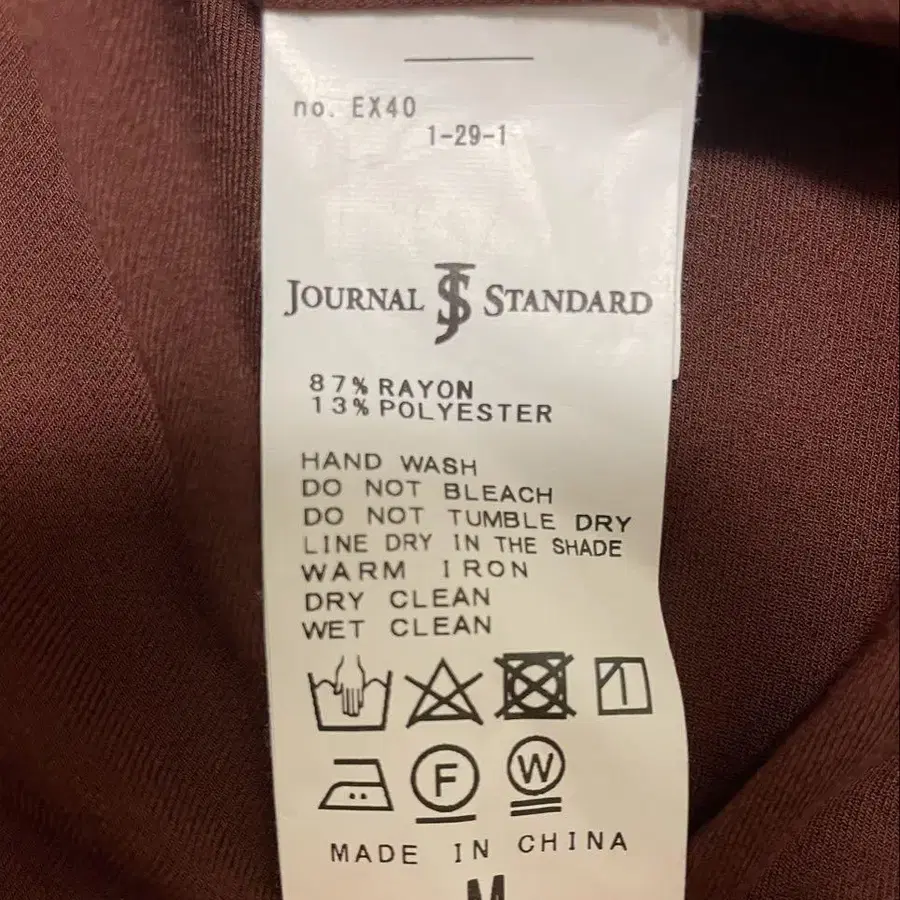 no. EX40
1-29-1
JOURNAL JS STANDARD
87% RAYON
13% POLYESTER
HAND WASH
DO NOT BLEACH
DO NOT TUMBLE DRY
LINE DRY IN THE SHADE
WARM IRON
DRY CLEAN
WET CLEAN
F W
MADE IN CHINA
M